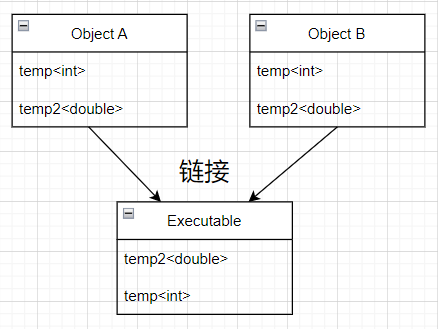 Object A
temp<int>
temp2<double>
Object B
temp<int>
temp2<double>
链接
Executable
temp2<double>
temp<int>